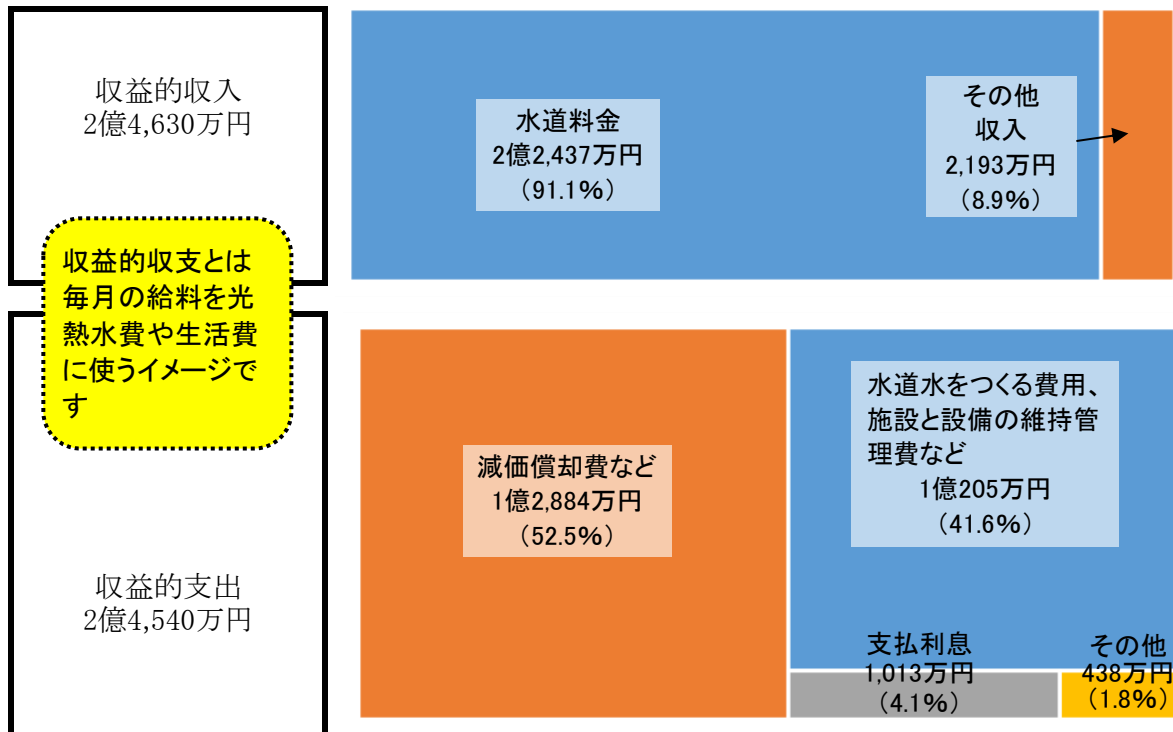 収益的収入
2億4,630万円
水道料金
2億2,437万円
（91.1%）
その他
収入
2,193万円
（8.9%）
収益的収支とは
毎月の給料を光
熱水費や生活費
に使うイメージで
す
収益的支出
2億4,540万円
減価償却費など
1億2,884万円
（52.5%）
水道水をつくる費用、
施設と設備の維持管
理費など
1億205万円
（41.6%）
支払利息
1,013万円
（4.1%）
その他
438万円
（1.8%）